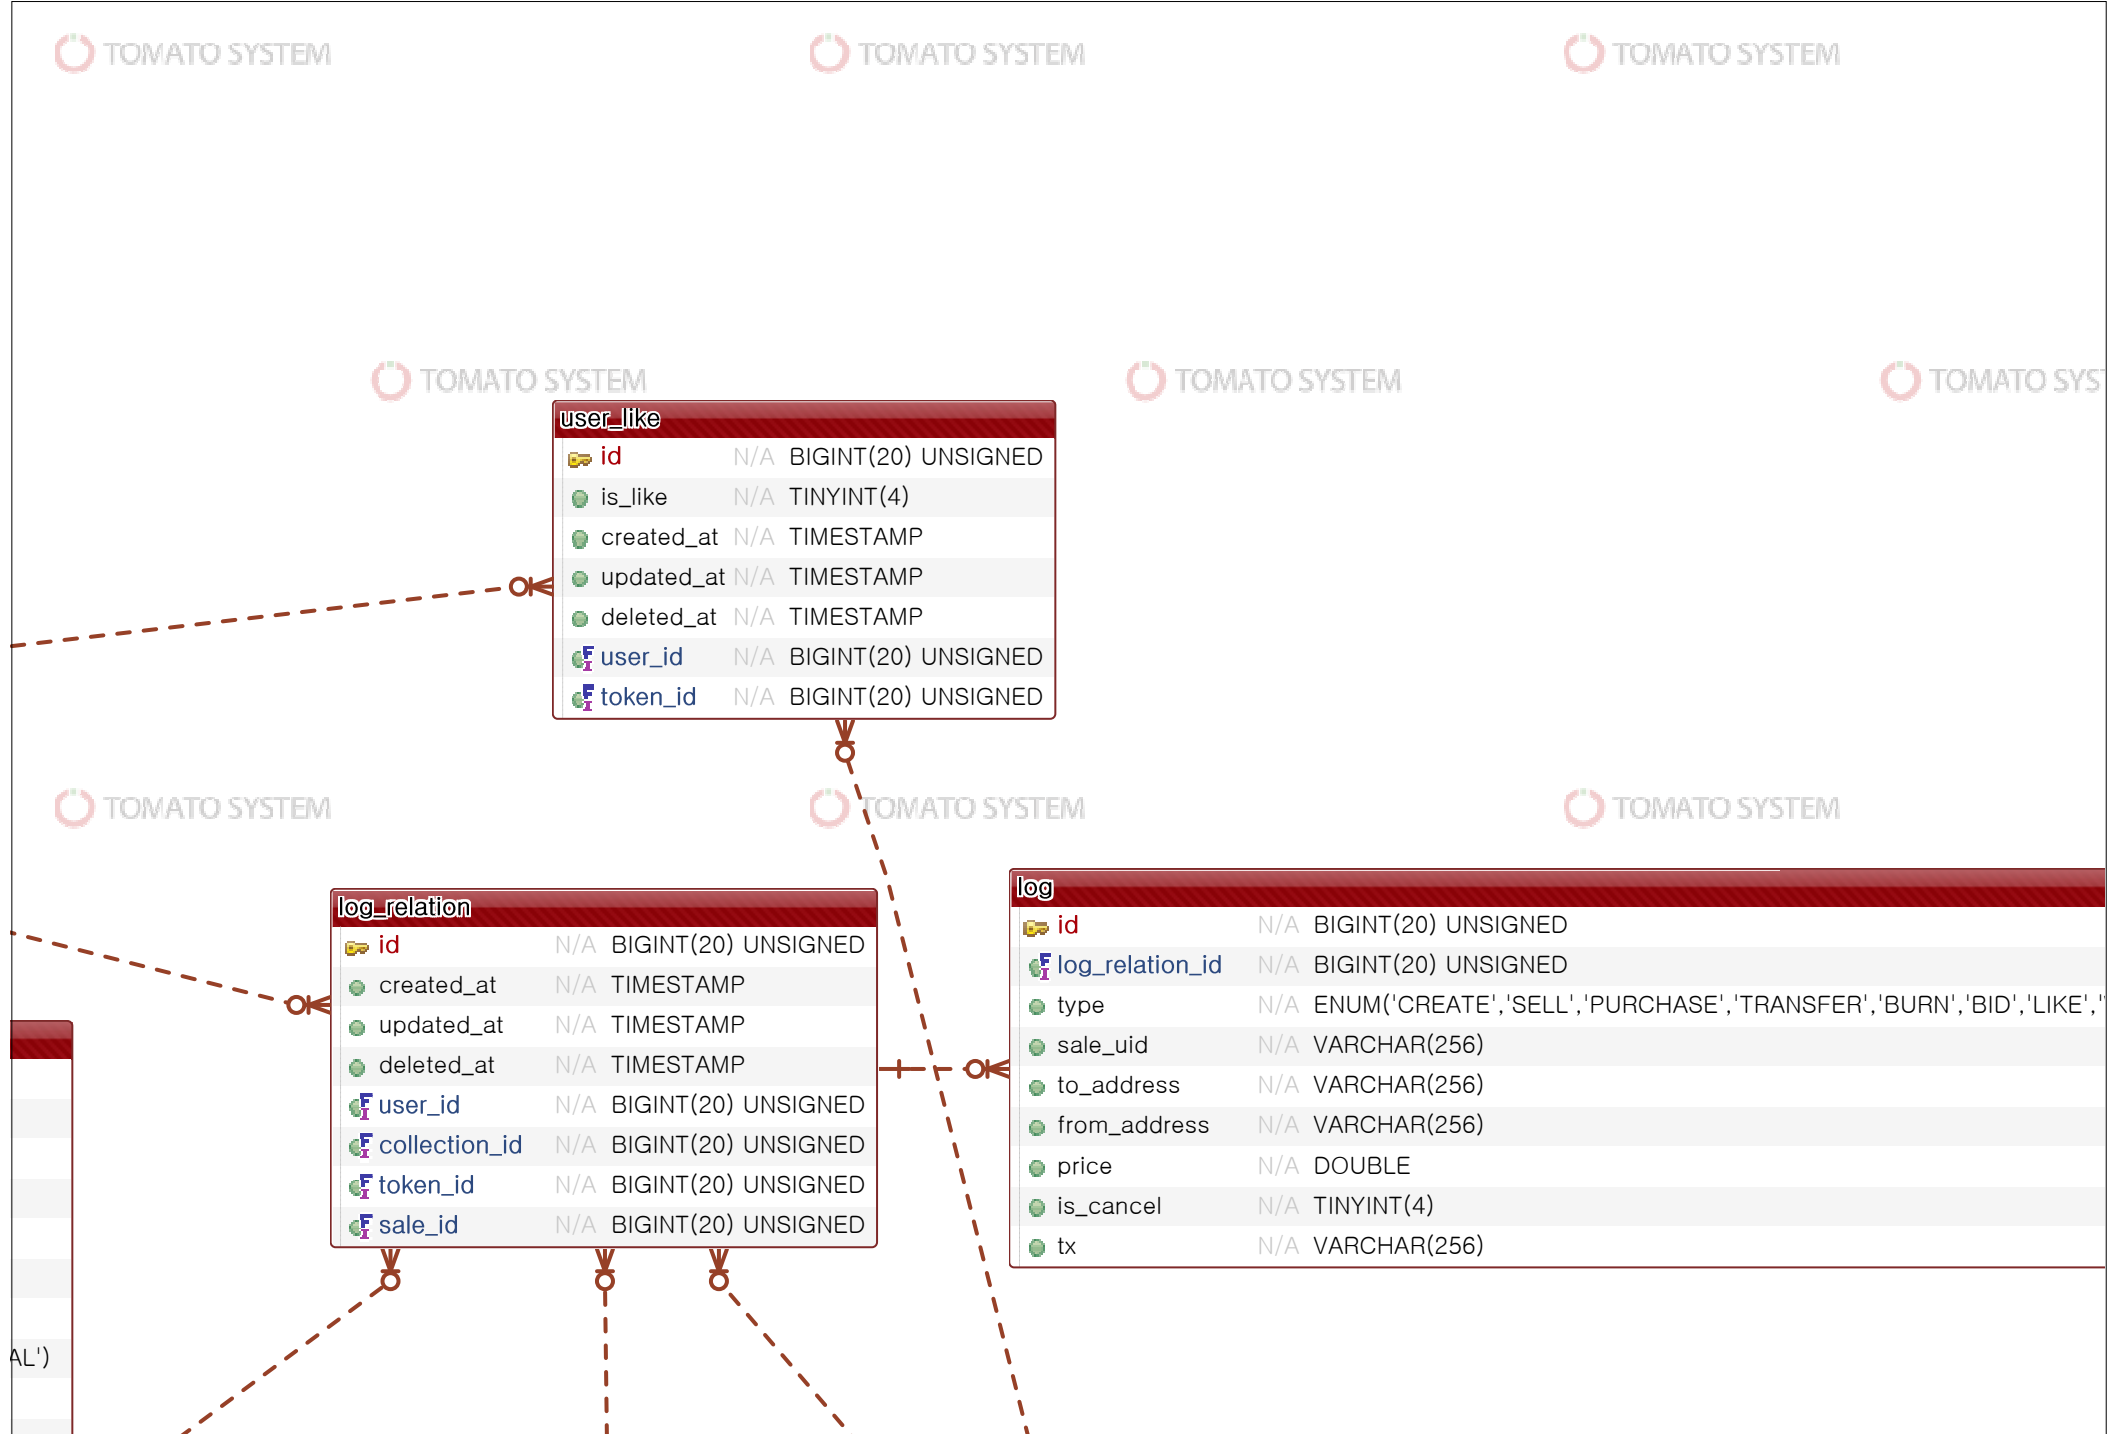 TOMATO SYSTEM
TOMATO SYSTEM
TOMATO SYSTEM
TOMATO SYSTEM
TOMATO SYSTEM
TOMATO SYS
user_like
id N/A BIGINT(20) UNSIGNED
is_like N/A TINYINT(4)
created_at N/A TIMESTAMP
updated_at N/A TIMESTAMP
deleted_at N/A TIMESTAMP
user_id N/A BIGINT(20) UNSIGNED
token_id N/A BIGINT(20) UNSIGNED
TOMATO SYSTEM
TOMATO SYSTEM
TOMATO SYSTEM
log_relation
id N/A BIGINT(20) UNSIGNED
created_at N/A TIMESTAMP
updated_at N/A TIMESTAMP
deleted_at N/A TIMESTAMP
user_id N/A BIGINT(20) UNSIGNED
collection_id N/A BIGINT(20) UNSIGNED
token_id N/A BIGINT(20) UNSIGNED
sale_id N/A BIGINT(20) UNSIGNED
log
id N/A BIGINT(20) UNSIGNED
log_relation_id N/A BIGINT(20) UNSIGNED
type N/A ENUM('CREATE','SELL','PURCHASE','TRANSFER','BURN','BID','LIKE','
sale_uid N/A VARCHAR(256)
to_address N/A VARCHAR(256)
from_address N/A VARCHAR(256)
price N/A DOUBLE
is_cancel N/A TINYINT(4)
tx N/A VARCHAR(256)
AL')